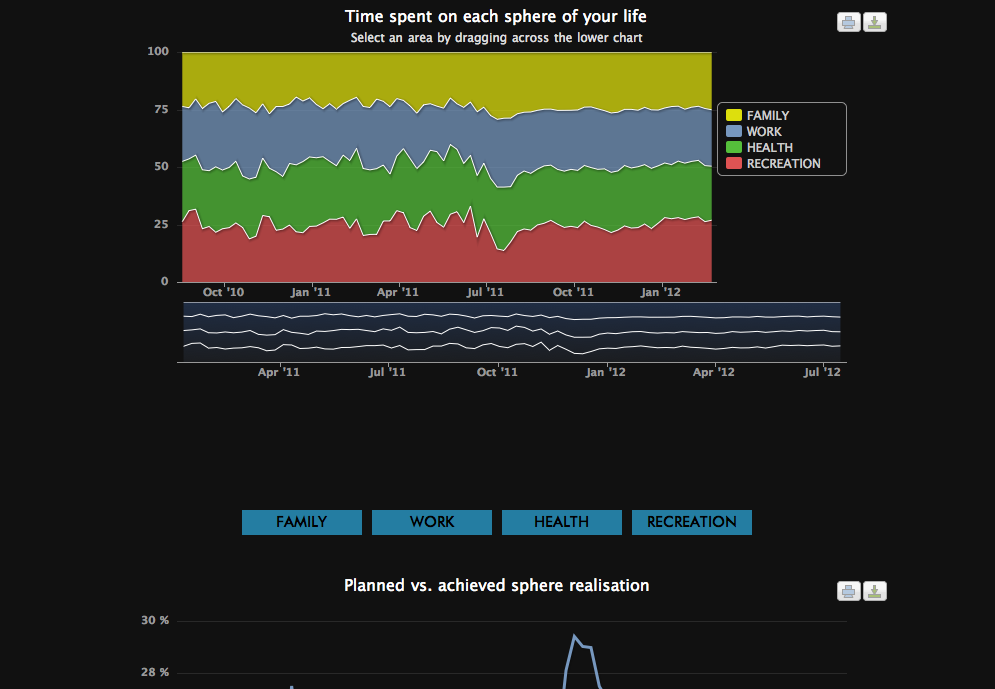 Time spent on each sphere of your life
Select an area by dragging across the lower chart
100
75
50
25
0
Oct '10 Jan '11 Apr '11 Jul '11 Oct '11 Jan '12
FAMILY
WORK
HEALTH
RECREATION
Apr '11 Jul '11 Oct '11 Jan '12 Apr '12 Jul '12
FAMILY WORK HEALTH RECREATION
Planned vs. achieved sphere realisation
30 %
28 %